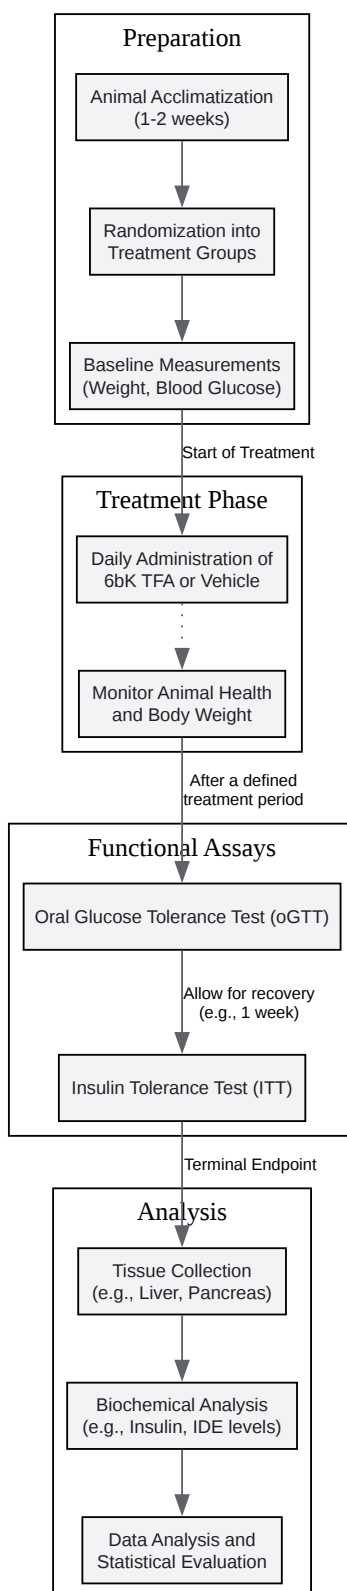 Preparation
Animal Acclimatization
(1-2 weeks)
Randomization into
Treatment Groups
Baseline Measurements
(Weight, Blood Glucose)
Start of Treatment
Treatment Phase
Daily Administration of
6bK TFA or Vehicle
Monitor Animal Health
and Body Weight
After a defined
treatment period
Functional Assays
Oral Glucose Tolerance Test (oGTT)
Allow for recovery
(e.g., 1 week)
Insulin Tolerance Test (ITT)
Terminal Endpoint
Analysis
Tissue Collection
(e.g., Liver, Pancreas)
Biochemical Analysis
(e.g., Insulin, IDE levels)
Data Analysis and
Statistical Evaluation